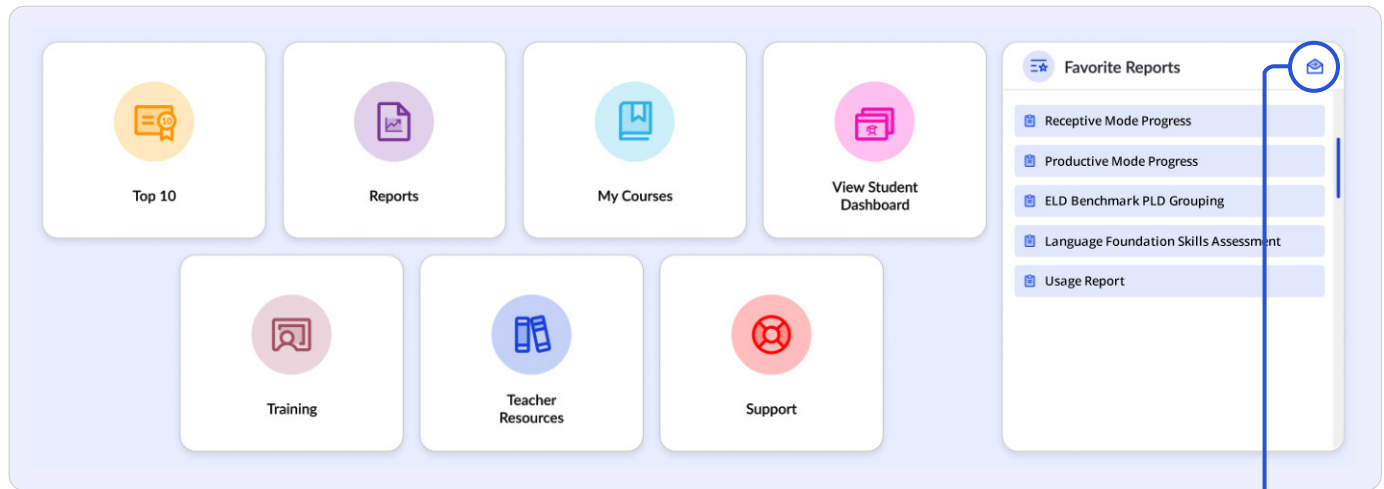 10
Top 10
Reports
My Courses
View Student
Dashboard
Training
Teacher
Resources
Support
Favorite Reports
Receptive Mode Progress
Productive Mode Progress
ELD Benchmark PLD Grouping
Language Foundation Skills Assessment
Usage Report